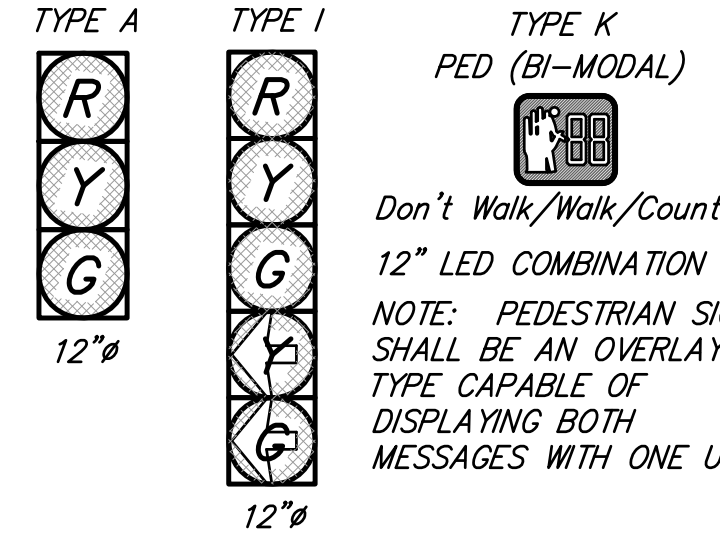 TYPE A
R
Y
G
12"ø
TYPE I
R
Y
G
Y
G
12"ø
TYPE K
PED (BI-MODAL)
88
Don't Walk/Walk/Count
12" LED COMBINATION
NOTE: PEDESTRIAN
SHALL BE AN OVERLAY
TYPE CAPABLE OF
DISPLAYING BOTH
MESSAGES WITH ONE